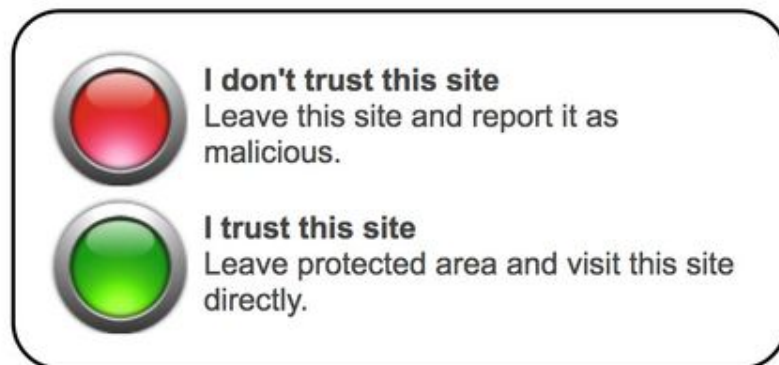 I don't trust this site
Leave this site and report it as
malicious.
I trust this site
Leave protected area and visit this site
directly.